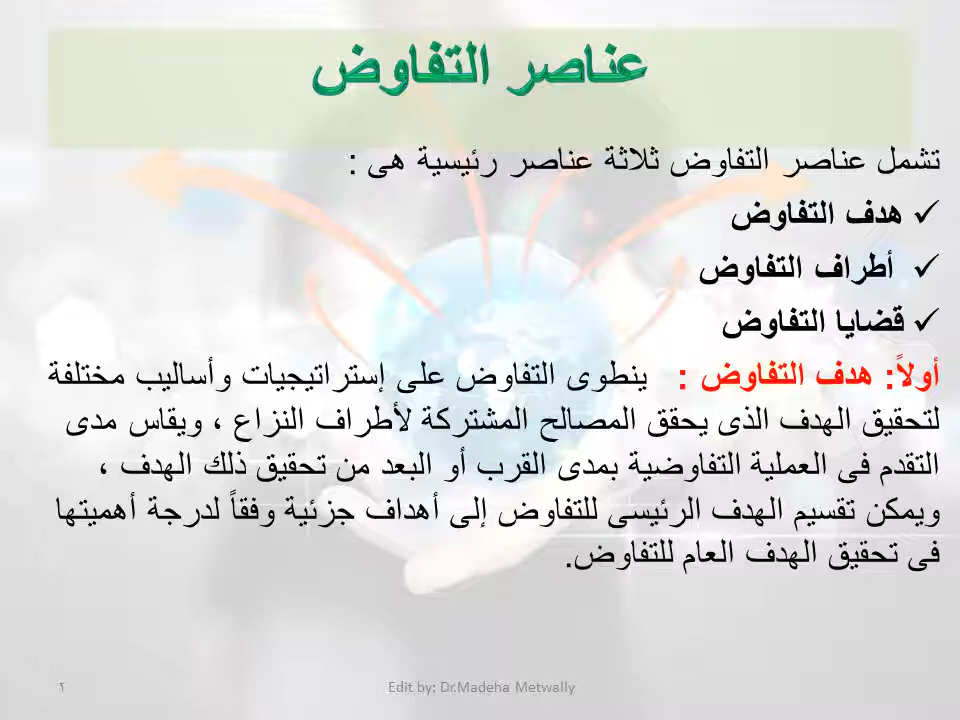 عناصر التفاوض
تشمل عناصر التفاوض ثلاثة عناصر رئيسية هى :
✓ هدف التفاوض
✓ أطراف التفاوض
✓ قضايا التفاوض
أولاً: هدف التفاوض : ينطوى التفاوض على إستراتيجيات وأساليب مختلفة
لتحقيق الهدف الذى يحقق المصالح المشتركة لأطراف النزاع ، ويقاس مدى
التقدم فى العملية التفاوضية بمدى القرب أو البعد من تحقيق ذلك الهدف ،
ويمكن تقسيم الهدف الرئيسى للتفاوض إلى أهداف جزئية وفقاً لدرجة أهميتها
فى تحقيق الهدف العام للتفاوض.
Edit by: Dr.Madeha Metwally
٢